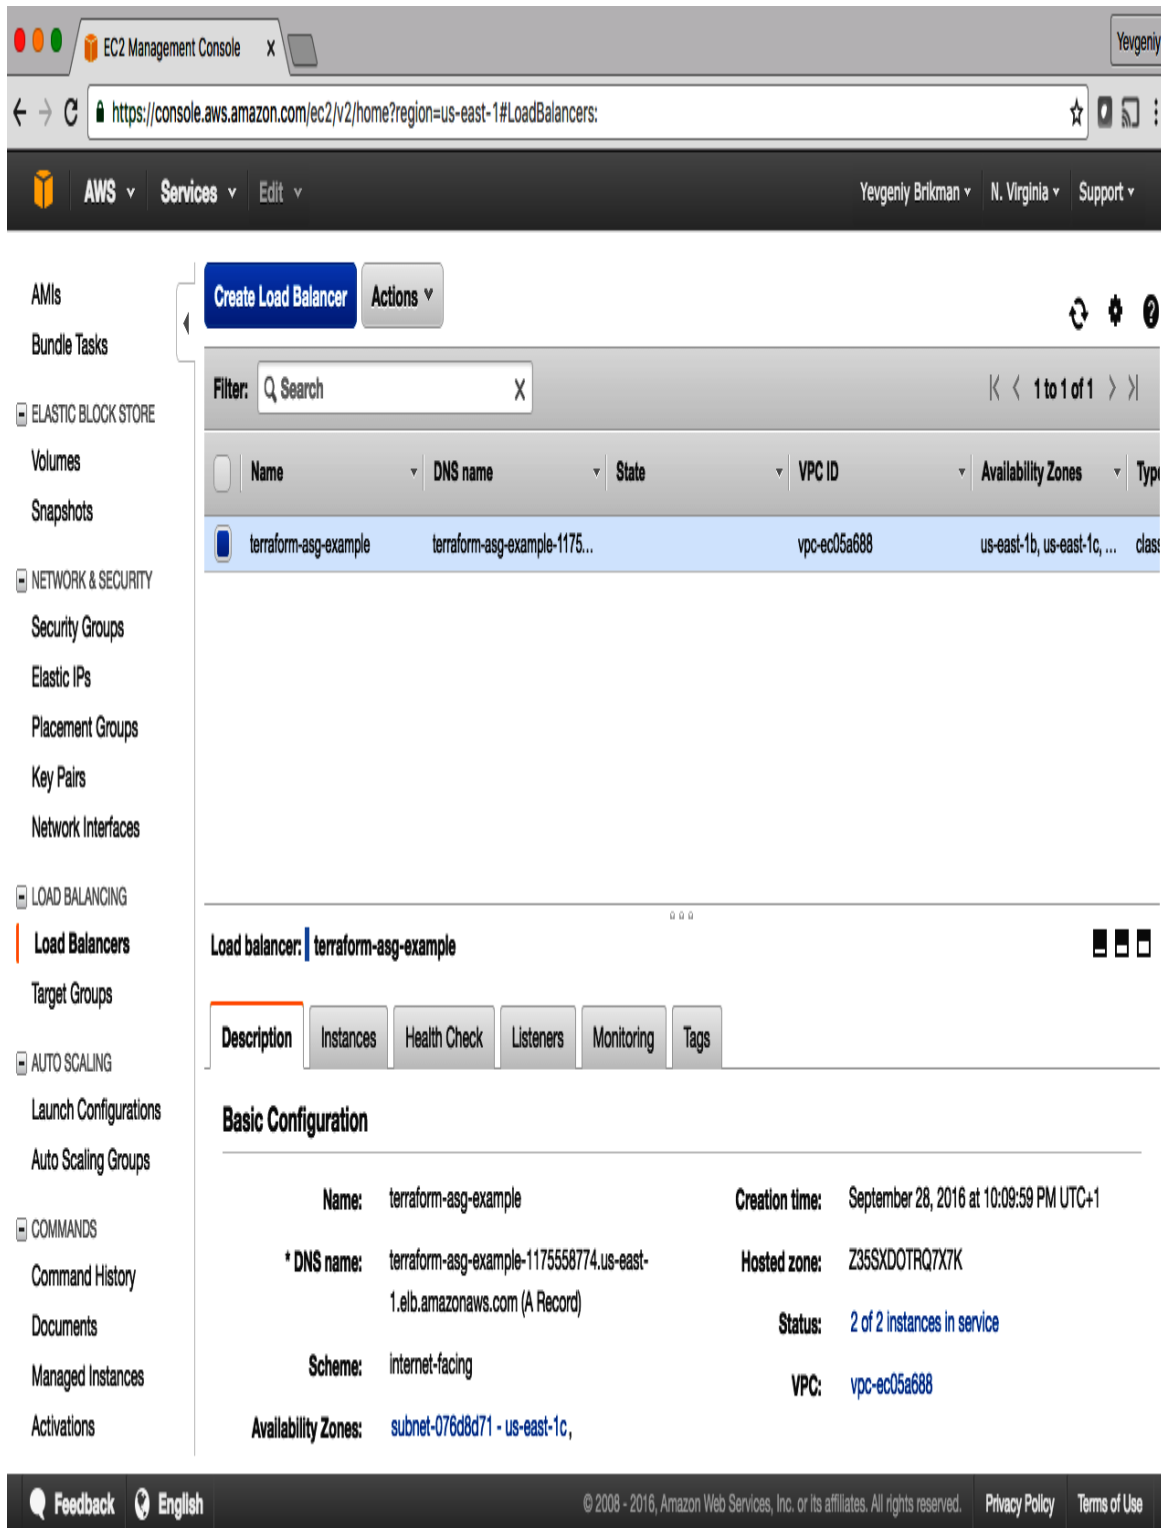 EC2 Management Console x
Yevgeniy
https://console.aws.amazon.com/ec2/v2/home?region=us-east-1#LoadBalancers:
AWS Services Edit Yevgeniy Brikman N. Virginia Support
AMIs
Bundle Tasks
ELASTIC BLOCK STORE
Volumes
Snapshots
NETWORK & SECURITY
Security Groups
Elastic IPs
Placement Groups
Key Pairs
Network Interfaces
LOAD BALANCING
Load Balancers
Target Groups
AUTO SCALING
Launch Configurations
Auto Scaling Groups
COMMANDS
Command History
Documents
Managed Instances
Activations
Create Load Balancer Actions
Filter: Search X 1 to 1 of 1
Name DNS name State VPC ID Availability Zones Type
terraform-asg-example terraform-asg-example-1175... vpc-ec05a688 us-east-1b, us-east-1c, ... class
Load balancer: terraform-asg-example
Description Instances Health Check Listeners Monitoring Tags
Basic Configuration
Name: terraform-asg-example
* DNS name: terraform-asg-example-1175558774.us-east-
1.elb.amazonaws.com (A Record)
Scheme: internet-facing
Availability Zones: subnet-076d8d71 - us-east-1c,
Creation time: September 28, 2016 at 10:09:59 PM UTC+1
Hosted zone: Z35SXDOTRQ7X7K
Status: 2 of 2 instances in service
VPC: vpc-ec05a688
Feedback English © 2008 - 2016, Amazon Web Services, Inc. or its affiliates. All rights reserved. Privacy Policy Terms of Use